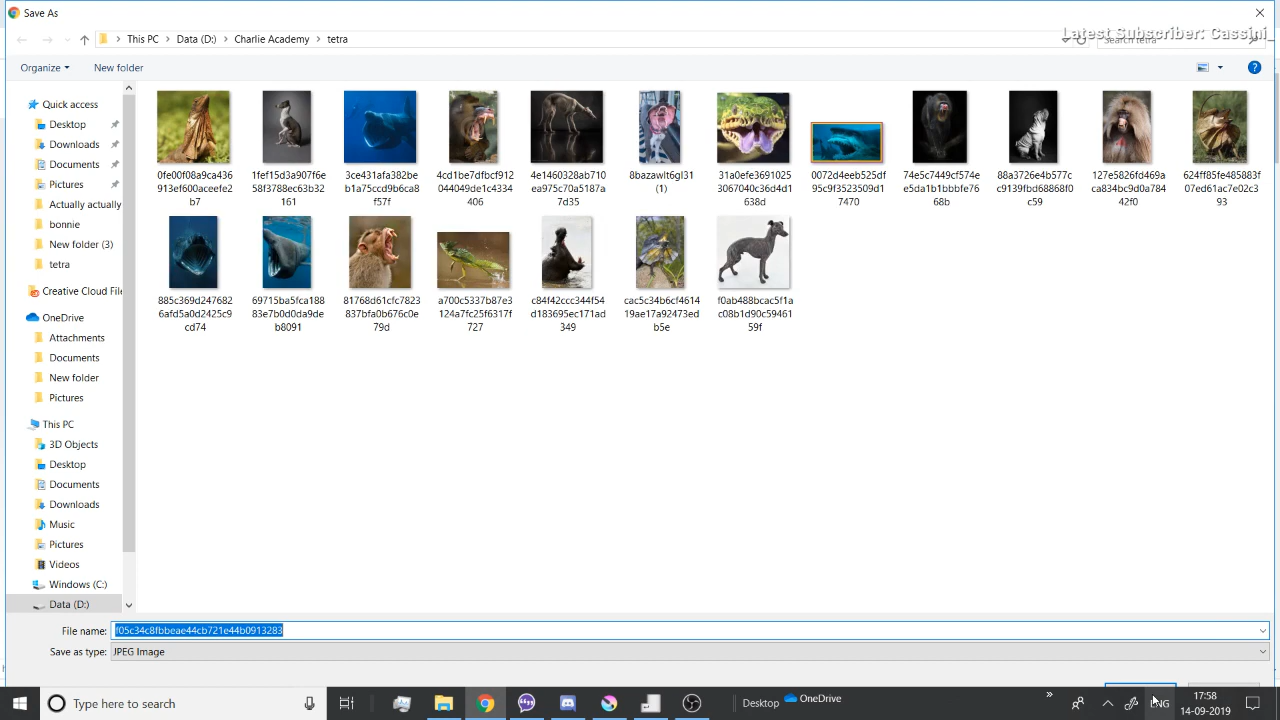 Save As
This PC > Data (D:) > Charlie Academy > tetra
Latest Subscriber: Cassini_
Search tetra
Organize
New folder
Quick access
Desktop
Downloads
Documents
Pictures
Actually actually
bonnie
New folder (3)
tetra
Creative Cloud File
OneDrive
Attachments
Documents
New folder
Pictures
This PC
3D Objects
Desktop
Documents
Downloads
Music
Pictures
Videos
Windows (C:)
Data (D:)
0fe00f08a9ca436
913ef600aceefe2
b7
1fef15d3a907f6e
58f3788ec63b32
161
3ce431afa382be
b1a75ccd9b6ca8
f57f
4cd1be7dfbcf912
044049de1c4334
406
4e1460328ab710
ea975c70a5187a
7d35
8bazawlt6gl31
(1)
31a0efe3691025
3067040c36d4d1
638d
0072d4eeb525df
95c9f3523509d1
7470
74e5c7449cf574e
e5da1b1bbbfe76
68b
88a3726e4b577c
c9139fbd68868f0
c59
127e5826fd469a
ca834bc9d0a784
42f0
624ff85fe485883f
07ed61ac7e02c3
93
885c369d247682
6afd5a0d2425c9
cd74
69715ba5fca188
83e7b0d0da9de
b8091
81768d61cfc7823
837bfa0b676c0e
79d
a700c5337b87e3
124a7fc25f6317f
727
c84f42ccc344f54
d183695ec171ad
349
cac5c34b6cf4614
19ae17a92473ed
b5e
f0ab488bcac5f1a
c08b1d90c59461
59f
File name: f05c34c8fbbeae44cb721e44b0913283
Save as type: JPEG Image
Type here to search
Desktop
OneDrive
ENG
17:58
14-09-2019